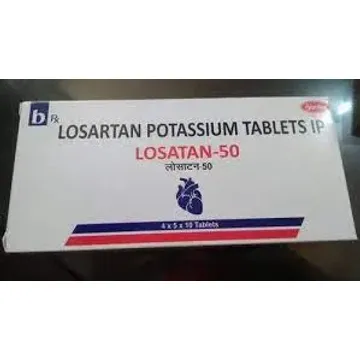 b Rx
LOSARTAN POTASSIUM TABLETS IP
LOSATAN-50
लोसाटन-50
4 x 5 x 10 Tablets